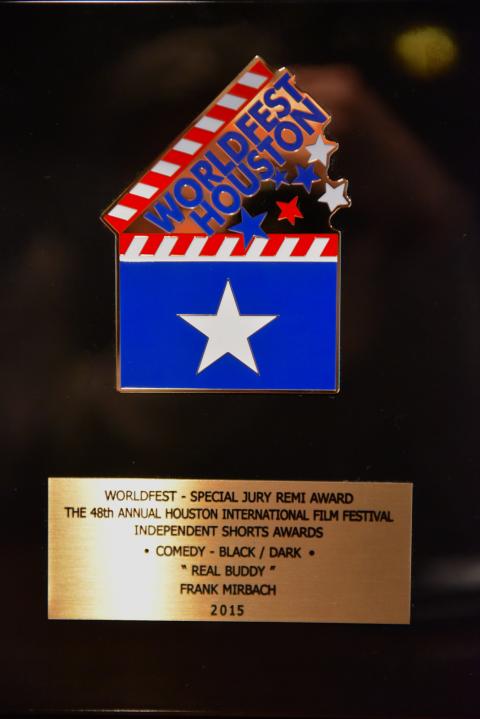 WORLDFEST
HOUSTON
WORLDFEST - SPECIAL JURY REMI AWARD
THE 48th ANNUAL HOUSTON INTERNATIONAL FILM FESTIVAL
INDEPENDENT SHORTS AWARDS
• COMEDY - BLACK / DARK •
“ REAL BUDDY ”
FRANK MIRBACH
2015